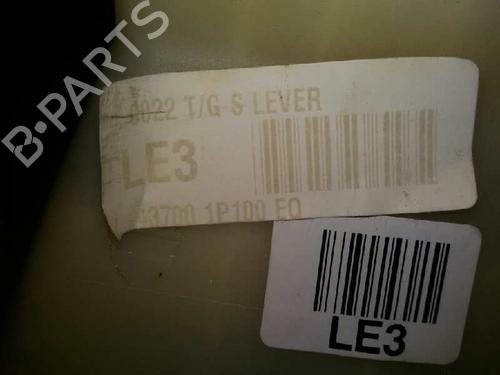 B-PARTS
0022 T/G S LEVER
LE3
43700 1P100 EQ
LE3